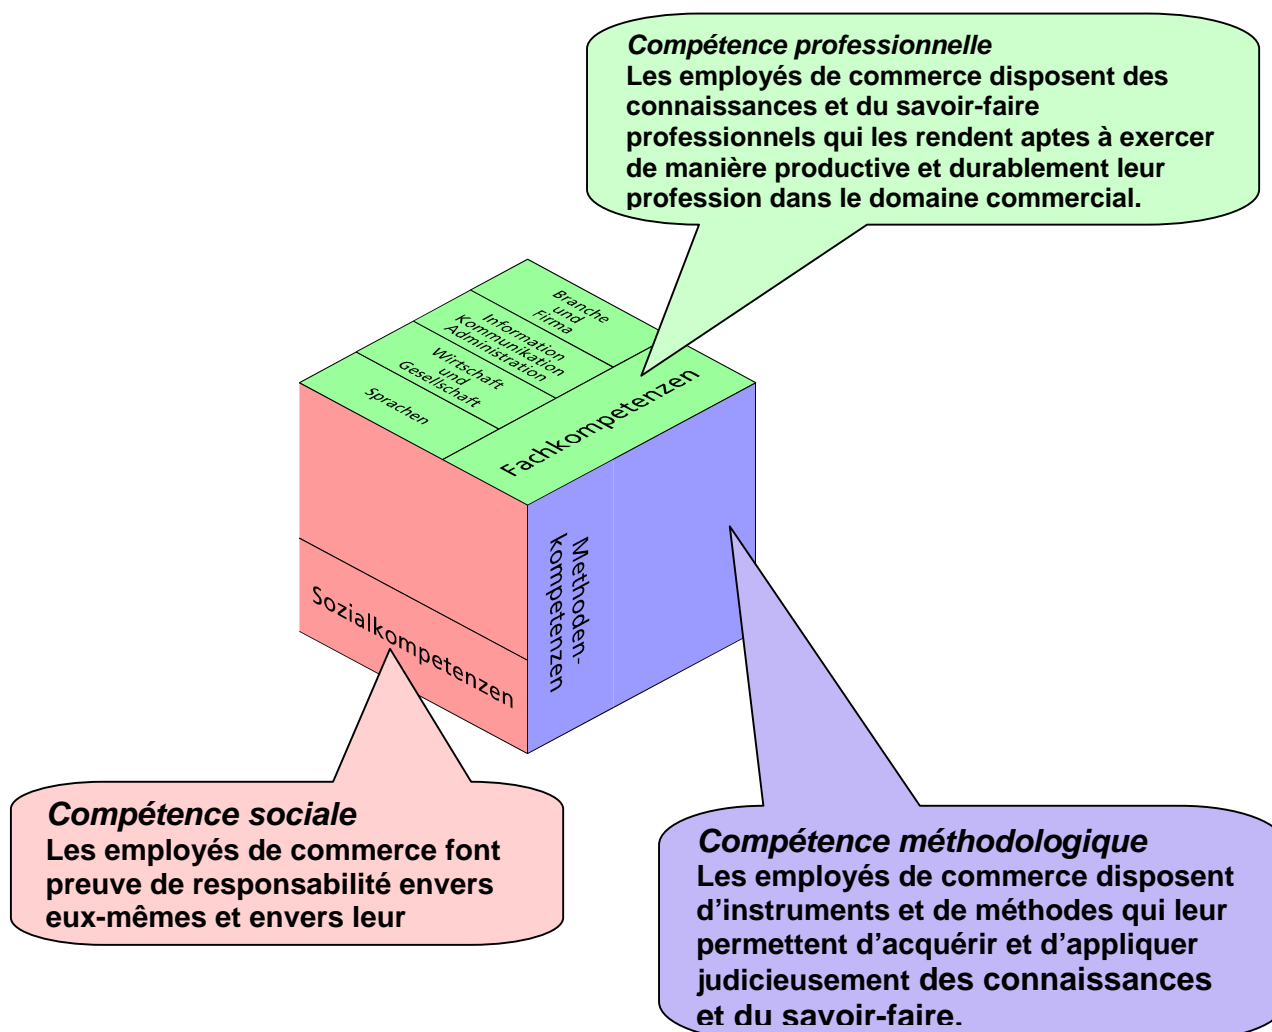 Compétence professionnelle
Les employés de commerce disposent des
connaissances et du savoir-faire
professionnels qui les rendent aptes à exercer
de manière productive et durablement leur
profession dans le domaine commercial.
Branche
und
Firma
Information
Kommunikation
Administration
Wirtschaft
und
Gesellschaft
Sprachen
Fachkompetenzen
Methoden-
kompetenzen
Sozialkompetenzen
Compétence sociale
Les employés de commerce font
preuve de responsabilité envers
eux-mêmes et envers leur
Compétence méthodologique
Les employés de commerce disposent
d’instruments et de méthodes qui leur
permettent d’acquérir et d’appliquer
judicieusement des connaissances
et du savoir-faire.